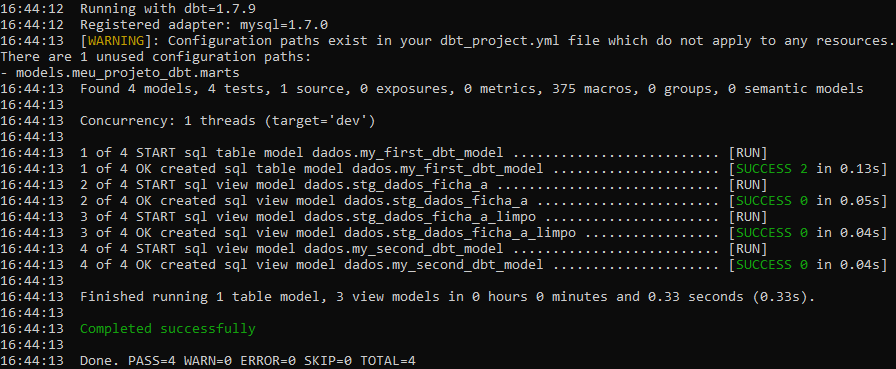 16:44:12  Running with dbt=1.7.9
16:44:12  Registered adapter: mysql=1.7.0
16:44:13  [WARNING]: Configuration paths exist in your dbt_project.yml file which do not apply to any resources.
There are 1 unused configuration paths:
- models.meu_projeto_dbt.marts
16:44:13  Found 4 models, 4 tests, 1 source, 0 exposures, 0 metrics, 375 macros, 0 groups, 0 semantic models
16:44:13
16:44:13  Concurrency: 1 threads (target='dev')
16:44:13
16:44:13  1 of 4 START sql table model dados.my_first_dbt_model .......................... [RUN]
16:44:13  1 of 4 OK created sql table model dados.my_first_dbt_model ..................... [SUCCESS 2 in 0.13s]
16:44:13  2 of 4 START sql view model dados.stg_dados_ficha_a ............................ [RUN]
16:44:13  2 of 4 OK created sql view model dados.stg_dados_ficha_a ....................... [SUCCESS 0 in 0.05s]
16:44:13  3 of 4 START sql view model dados.stg_dados_ficha_a_limpo ...................... [RUN]
16:44:13  3 of 4 OK created sql view model dados.stg_dados_ficha_a_limpo ................. [SUCCESS 0 in 0.04s]
16:44:13  4 of 4 START sql view model dados.my_second_dbt_model .......................... [RUN]
16:44:13  4 of 4 OK created sql view model dados.my_second_dbt_model ..................... [SUCCESS 0 in 0.04s]
16:44:13
16:44:13  Finished running 1 table model, 3 view models in 0 hours 0 minutes and 0.33 seconds (0.33s).
16:44:13
16:44:13  Completed successfully
16:44:13
16:44:13  Done. PASS=4 WARN=0 ERROR=0 SKIP=0 TOTAL=4